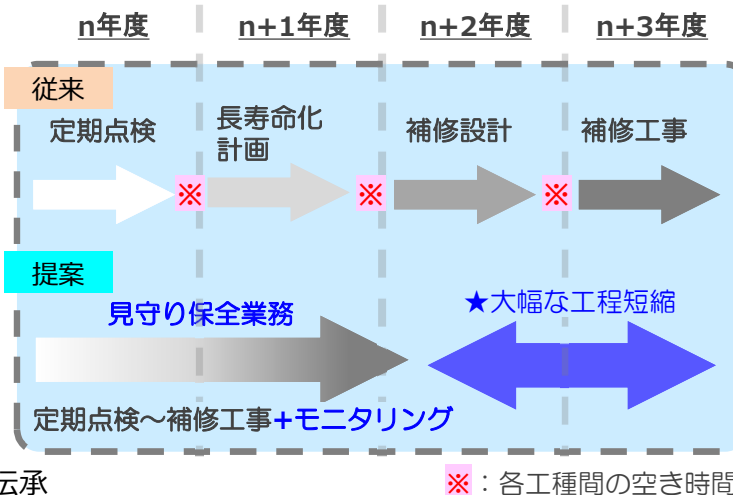 n年度 n+1年度 n+2年度 n+3年度
従来
定期点検
長寿命化
計画
補修設計
補修工事
※ ※ ※
提案
見守り保全業務
★大幅な工程短縮
定期点検～補修工事+モニタリング
伝承
※：各工種間の空き時間